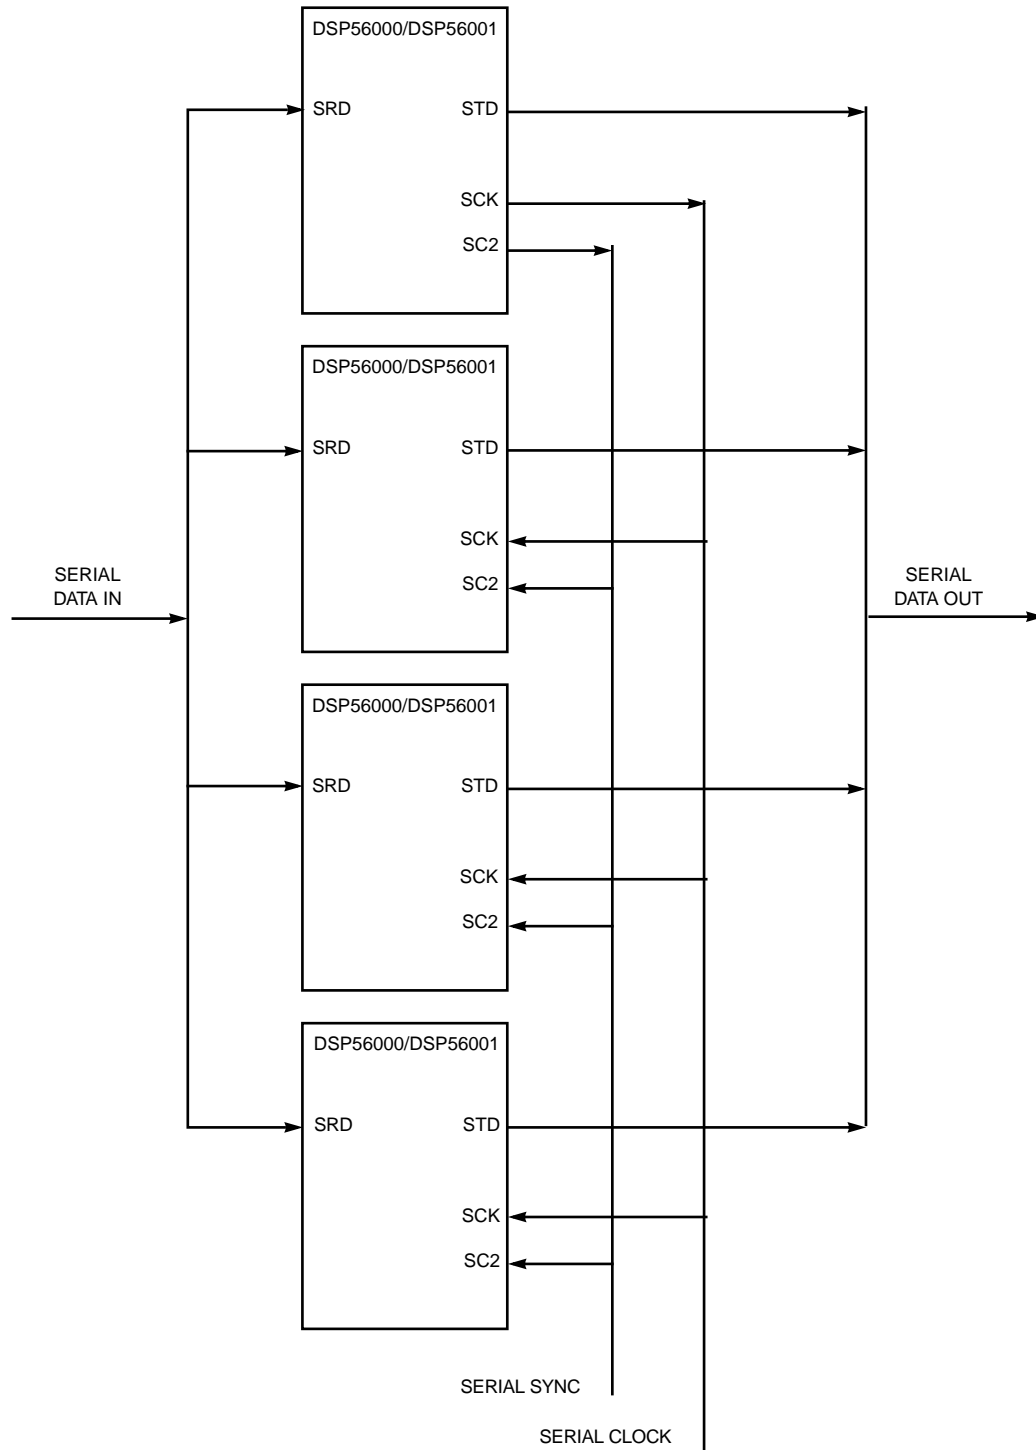 DSP56000/DSP56001
SRD STD
SCK
SC2
DSP56000/DSP56001
SRD STD
SCK
SC2
SERIAL
DATA IN
SERIAL
DATA OUT
DSP56000/DSP56001
SRD STD
SCK
SC2
DSP56000/DSP56001
SRD STD
SCK
SC2
SERIAL SYNC
SERIAL CLOCK